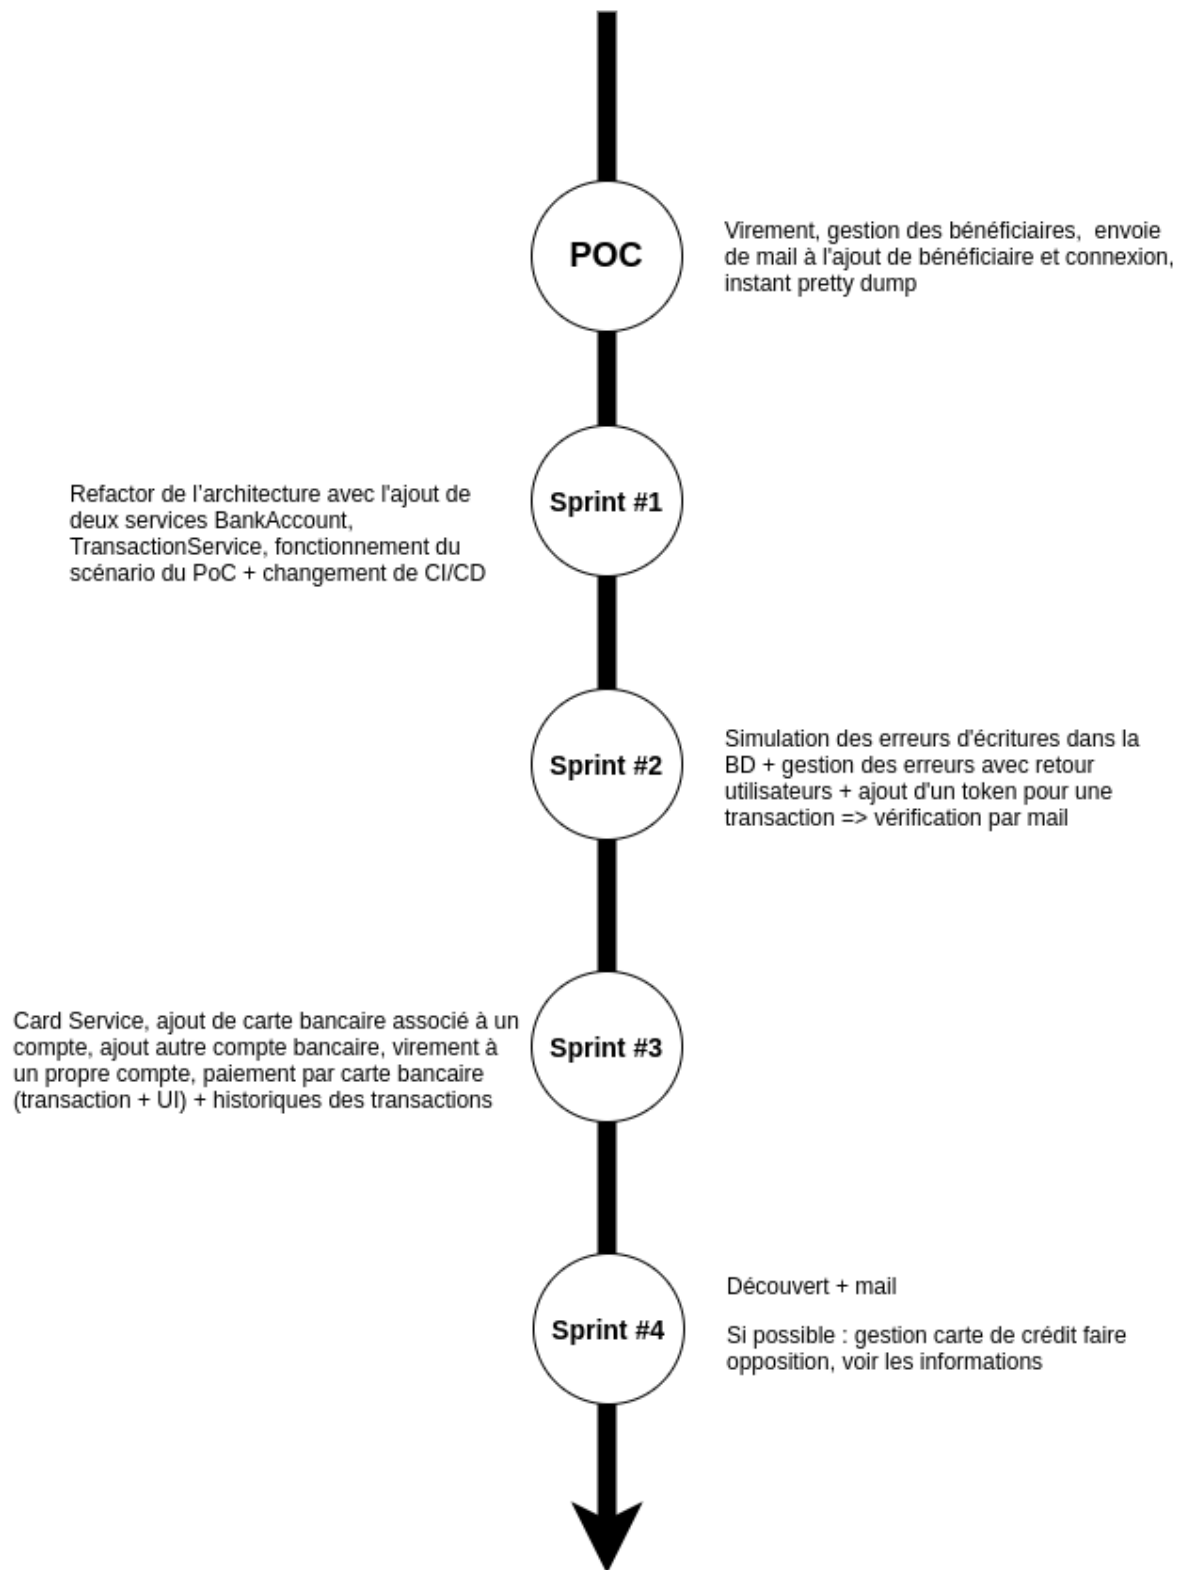 POC
Virement, gestion des bénéficiaires,  envoie
de mail à l'ajout de bénéficiaire et connexion,
instant pretty dump
Sprint #1
Refactor de l'architecture avec l'ajout de
deux services BankAccount,
TransactionService, fonctionnement du
scénario du PoC + changement de CI/CD
Sprint #2
Simulation des erreurs d'écritures dans la
BD + gestion des erreurs avec retour
utilisateurs + ajout d'un token pour une
transaction => vérification par mail
Sprint #3
Card Service, ajout de carte bancaire associé à un
compte, ajout autre compte bancaire, virement à
un propre compte, paiement par carte bancaire
(transaction + UI) + historiques des transactions
Sprint #4
Découvert + mail
Si possible : gestion carte de crédit faire
opposition, voir les informations